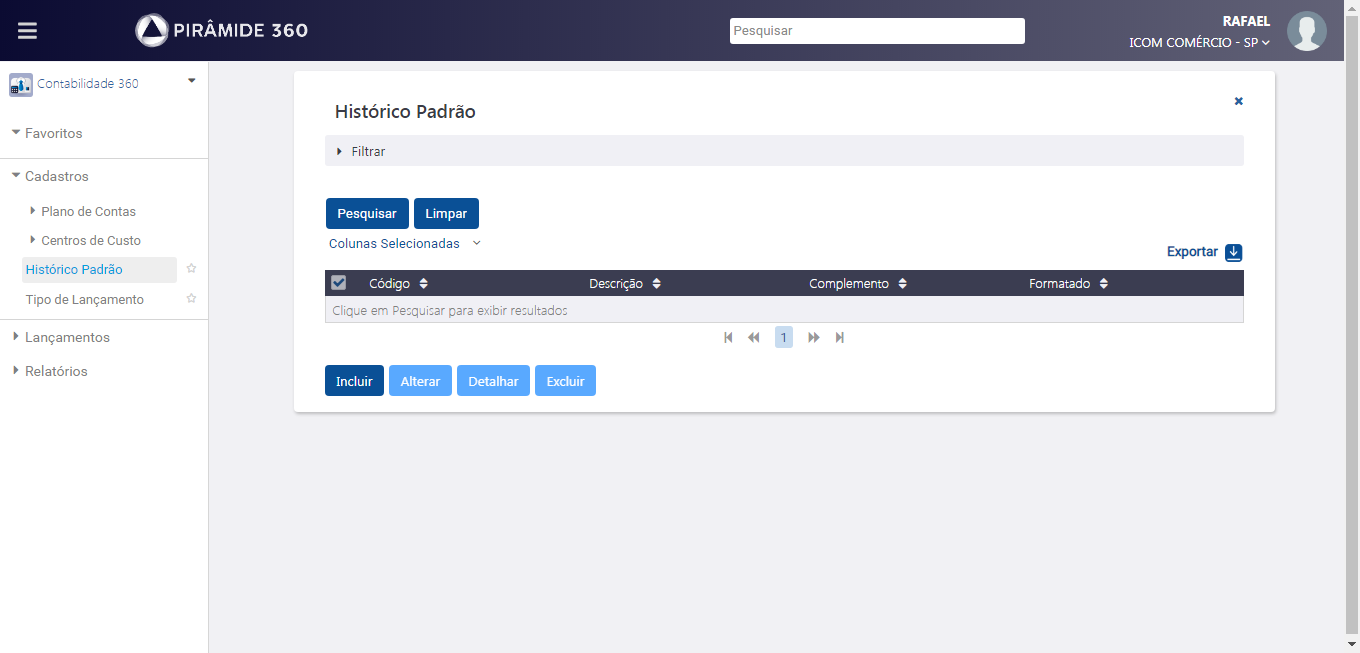 PIRÂMIDE 360
Pesquisar
RAFAEL
ICOM COMÉRCIO - SP
Contabilidade 360
Favoritos
Cadastros
Plano de Contas
Centros de Custo
Histórico Padrão
Tipo de Lançamento
Lançamentos
Relatórios
Histórico Padrão
Filtrar
Pesquisar Limpar
Colunas Selecionadas
Exportar
Código Descrição Complemento Formatado
Clique em Pesquisar para exibir resultados
1
Incluir Alterar Detalhar Excluir